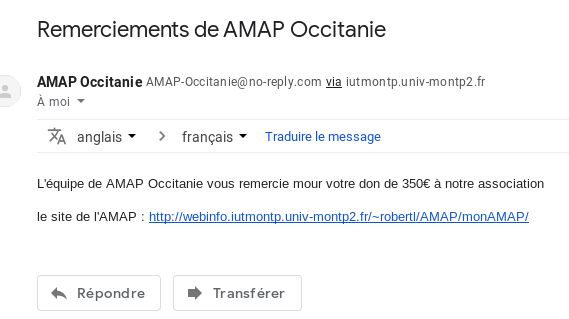 Remerciements de AMAP Occitanie
AMAP Occitanie AMAP-Occitanie@no-reply.com via iutmontp.univ-montp2.fr
À moi
anglais > français Traduire le message
L'équipe de AMAP Occitanie vous remercie mour votre don de 350€ à notre association
le site de l'AMAP : http://webinfo.iutmontp.univ-montp2.fr/~robertl/AMAP/monAMAP/
Répondre Transférer